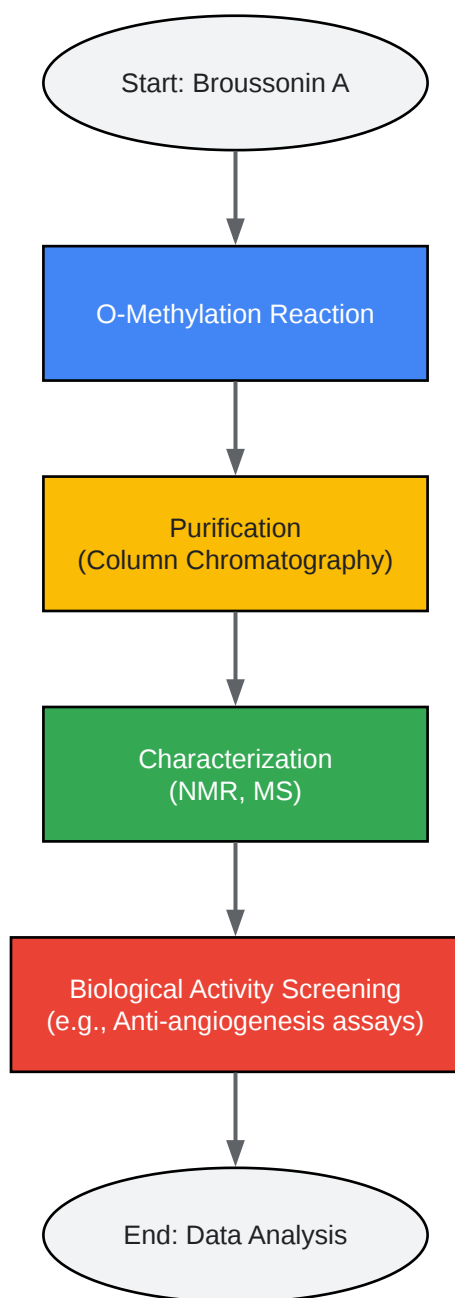 Start: Broussonin A
O-Methylation Reaction
Purification
(Column Chromatography)
Characterization
(NMR, MS)
Biological Activity Screening
(e.g., Anti-angiogenesis assays)
End: Data Analysis